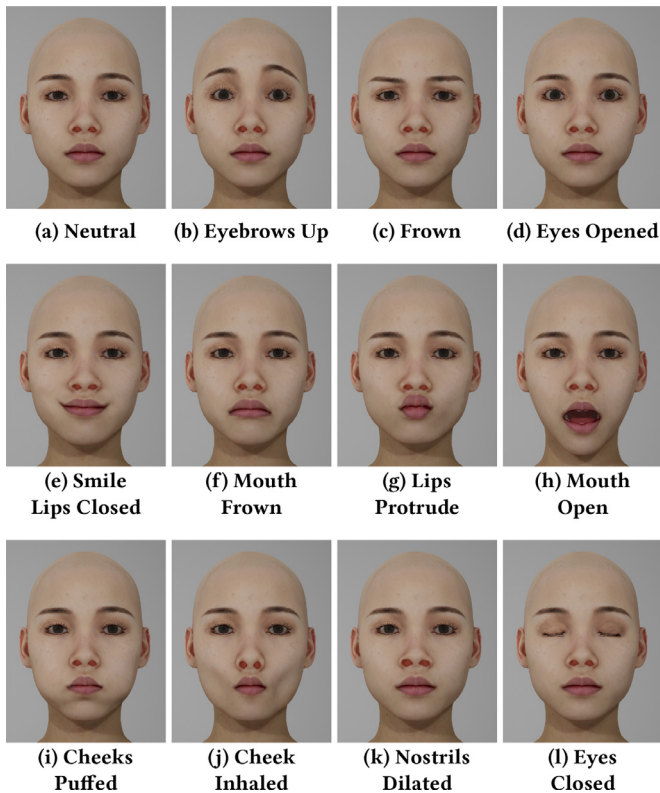 (a) Neutral
(b) Eyebrows Up
(c) Frown
(d) Eyes Opened
(e) Smile
Lips Closed
(f) Mouth
Frown
(g) Lips
Protrude
(h) Mouth
Open
(i) Cheeks
Puffed
(j) Cheek
Inhaled
(k) Nostrils
Dilated
(l) Eyes
Closed